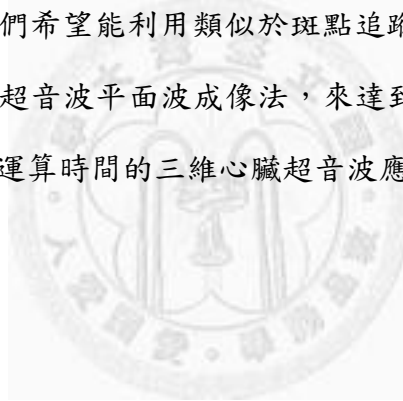 們希望能利用類似於斑點追蹤
超音波平面波成像法，來達到
運算時間的三維心臟超音波應